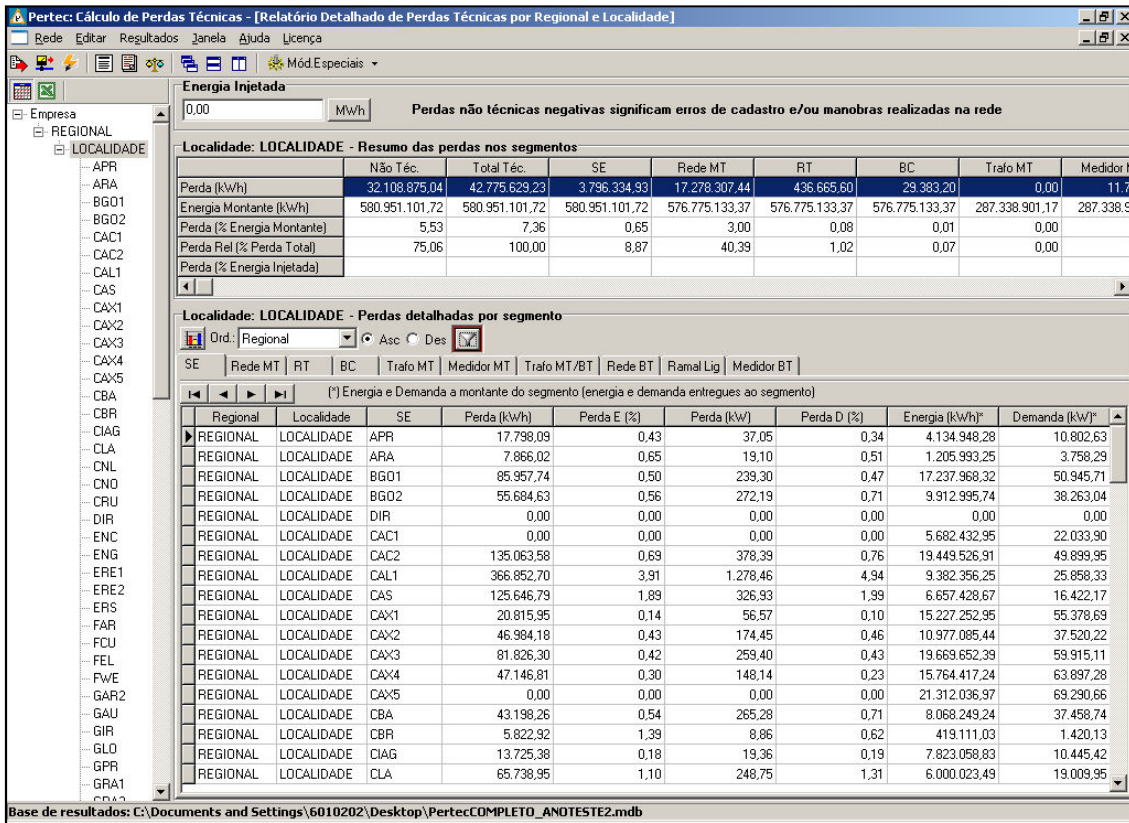 Pertec: Cálculo de Perdas Técnicas - [Relatório Detalhado de Perdas Técnicas por Regional e Localidade]
Rede Editar Resultados Janela Ajuda Licença
Mód.Especiais
Energia Injetada
0,00 MWh Perdas não técnicas negativas significam erros de cadastro e/ou manobras realizadas na rede
Empresa
REGIONAL
LOCALIDADE
APR
ARA
BGO1
BGO2
CAC1
CAC2
CAL1
CAS
CAX1
CAX2
CAX3
CAX4
CAX5
CBA
CBR
CIAG
CLA
CNL
CNO
CRU
DIR
ENC
ENG
ERE1
ERE2
ERS
FAR
FCU
FEL
FWE
GAR2
GAU
GIR
GLO
GPR
GRA1
Localidade: LOCALIDADE - Resumo das perdas nos segmentos
Não Téc. Total Téc. SE Rede MT RT BC Trafo MT Medidor
Perda (kWh) 32.108.875,04 42.775.629,23 3.796.334,93 17.278.307,44 436.665,60 29.383,20 0,00 11.7
Energia Montante (kWh) 580.951.101,72 580.951.101,72 580.951.101,72 576.775.133,37 576.775.133,37 576.775.133,37 287.338.901,17 287.338.9
Perda (% Energia Montante) 5,53 7,36 0,65 3,00 0,08 0,01 0,00
Perda Rel (% Perda Total) 75,06 100,00 8,87 40,39 1,02 0,07 0,00
Perda (% Energia Injetada)
Localidade: LOCALIDADE - Perdas detalhadas por segmento
Ord.: Regional Asc Des
SE Rede MT RT BC Trafo MT Medidor MT Trafo MT/BT Rede BT Ramal Lig Medidor BT
(*) Energia e Demanda a montante do segmento (energia e demanda entregues ao segmento)
Regional Localidade SE Perda (kWh) Perda E (%) Perda (kW) Perda D (%) Energia (kWh)* Demanda (kW)*
REGIONAL LOCALIDADE APR 17.798,09 0,43 37,05 0,34 4.134.948,28 10.802,63
REGIONAL LOCALIDADE ARA 7.866,02 0,65 19,10 0,51 1.205.993,25 3.758,29
REGIONAL LOCALIDADE BGO1 85.957,74 0,50 239,30 0,47 17.237.968,32 50.945,71
REGIONAL LOCALIDADE BGO2 55.684,63 0,56 272,19 0,71 9.912.995,74 38.263,04
REGIONAL LOCALIDADE DIR 0,00 0,00 0,00 0,00 0,00 0,00
REGIONAL LOCALIDADE CAC1 0,00 0,00 0,00 0,00 5.682.432,95 22.033,90
REGIONAL LOCALIDADE CAC2 135.063,58 0,69 378,39 0,76 19.449.526,91 49.899,95
REGIONAL LOCALIDADE CAL1 366.852,70 3,91 1.278,46 4,94 9.382.356,25 25.858,33
REGIONAL LOCALIDADE CAS 125.646,79 1,89 326,93 1,99 6.657.428,67 16.422,17
REGIONAL LOCALIDADE CAX1 20.815,95 0,14 56,57 0,10 15.227.252,95 55.378,69
REGIONAL LOCALIDADE CAX2 46.984,18 0,43 174,45 0,46 10.977.085,44 37.520,22
REGIONAL LOCALIDADE CAX3 81.826,30 0,42 259,40 0,43 19.669.652,39 59.915,11
REGIONAL LOCALIDADE CAX4 47.146,81 0,30 148,14 0,23 15.764.417,24 63.897,28
REGIONAL LOCALIDADE CAX5 0,00 0,00 0,00 0,00 21.312.036,97 69.290,66
REGIONAL LOCALIDADE CBA 43.198,26 0,54 265,28 0,71 8.068.249,24 37.458,74
REGIONAL LOCALIDADE CBR 5.822,92 1,39 8,86 0,62 419.111,03 1.420,13
REGIONAL LOCALIDADE CIAG 13.725,38 0,18 19,36 0,19 7.823.058,83 10.445,42
REGIONAL LOCALIDADE CLA 65.738,95 1,10 248,75 1,31 6.000.023,49 19.009,95
Base de resultados: C:\Documents and Settings\6010202\Desktop\PertecCOMPLETO_ANOTESTE2.mdb